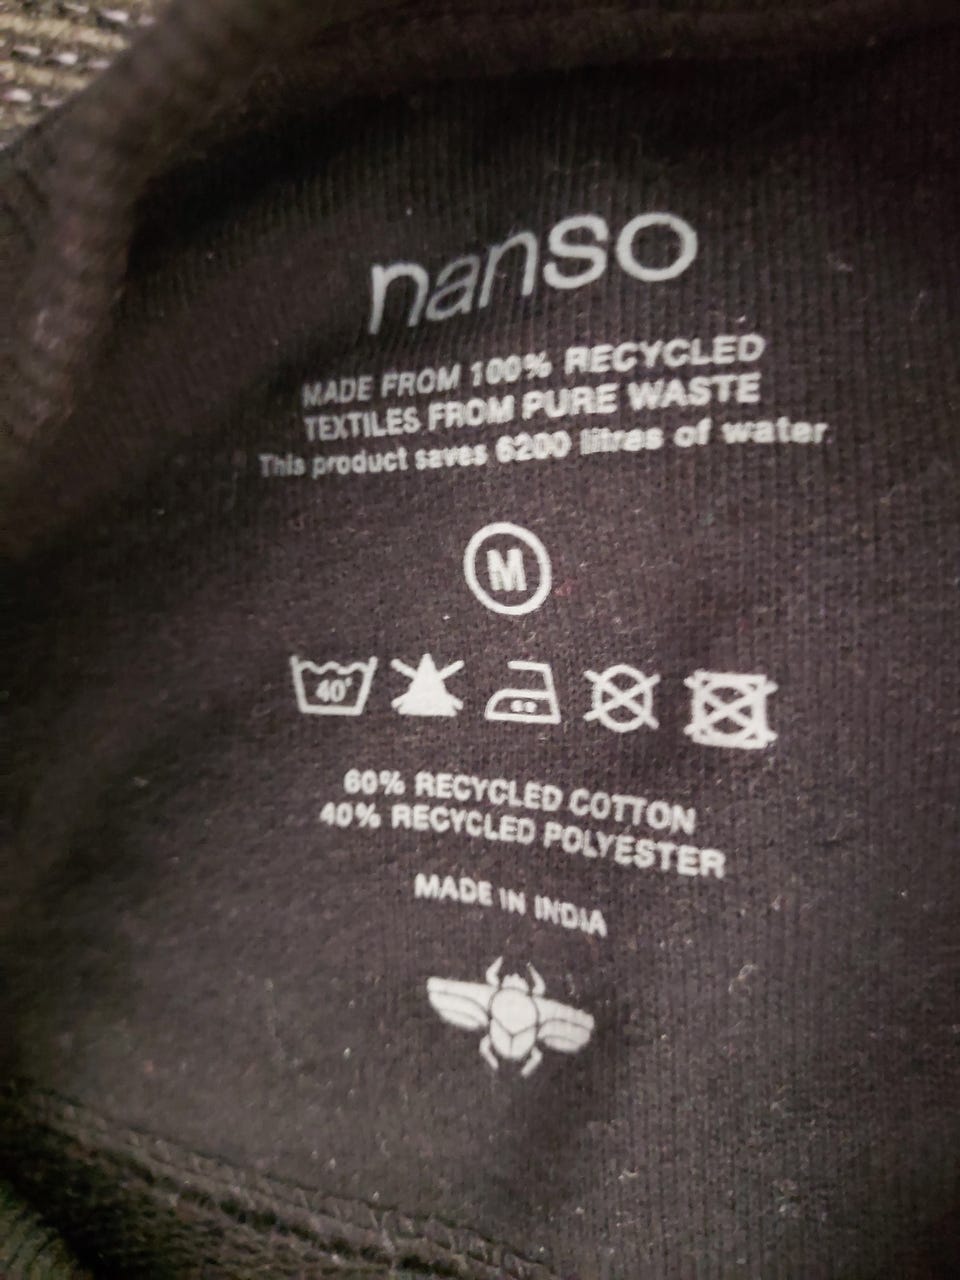 nanso
MADE FROM 100% RECYCLED
TEXTILES FROM PURE WASTE
This product saves 6200 litres of water
M
40°
60% RECYCLED COTTON
40% RECYCLED POLYESTER
MADE IN INDIA